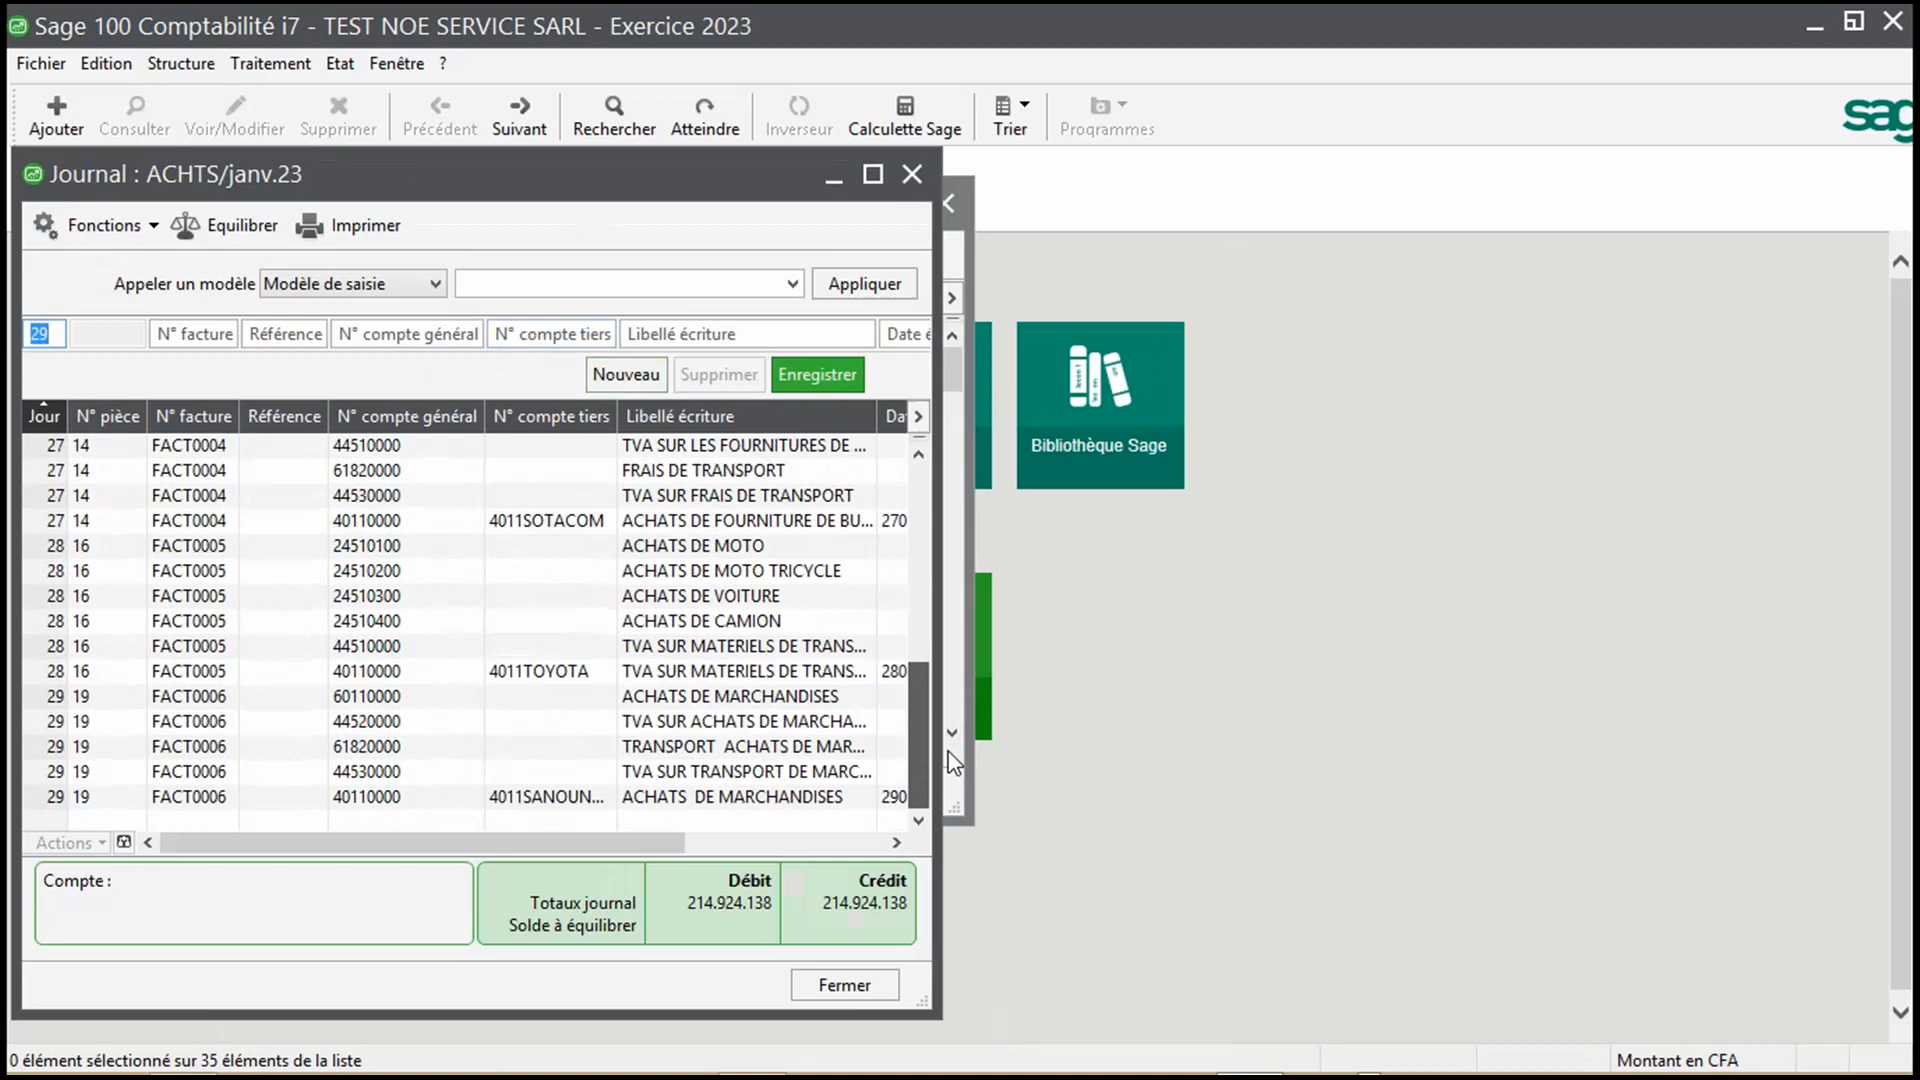 Sage 100 Comptabilité i7 - TEST NOE SERVICE SARL - Exercice 2023
Fichier Edition Structure Traitement Etat Fenêtre ?
Ajouter Consulter Voir/Modifier Supprimer Précédent Suivant Rechercher Atteindre Inverseur Calculette Sage Trier Programmes
Journal : ACHTS/janv.23
Fonctions Equilibrer Imprimer
Appeler un modèle Modèle de saisie Appliquer
29 N° facture Référence N° compte général N° compte tiers Libellé écriture Date é
Nouveau Supprimer Enregistrer
Jour N° pièce N° facture Référence N° compte général N° compte tiers Libellé écriture Da
27 14 FACT0004 44510000 TVA SUR LES FOURNITURES DE ...
27 14 FACT0004 61820000 FRAIS DE TRANSPORT
27 14 FACT0004 44530000 TVA SUR FRAIS DE TRANSPORT
27 14 FACT0004 40110000 4011SOTACOM ACHATS DE FOURNITURE DE BU... 270
28 16 FACT0005 24510100 ACHATS DE MOTO
28 16 FACT0005 24510200 ACHATS DE MOTO TRICYCLE
28 16 FACT0005 24510300 ACHATS DE VOITURE
28 16 FACT0005 24510400 ACHATS DE CAMION
28 16 FACT0005 44510000 TVA SUR MATERIELS DE TRANS...
28 16 FACT0005 40110000 4011TOYOTA TVA SUR MATERIELS DE TRANS... 280
29 19 FACT0006 60110000 ACHATS DE MARCHANDISES
29 19 FACT0006 44520000 TVA SUR ACHATS DE MARCHA...
29 19 FACT0006 61820000 TRANSPORT ACHATS DE MAR...
29 19 FACT0006 44530000 TVA SUR TRANSPORT DE MARC...
29 19 FACT0006 40110000 4011SANOUN... ACHATS DE MARCHANDISES 290
Actions
Compte :
Débit Crédit
Totaux journal 214.924.138 214.924.138
Solde à équilibrer
Fermer
Bibliothèque Sage
0 élément sélectionné sur 35 éléments de la liste
Montant en CFA